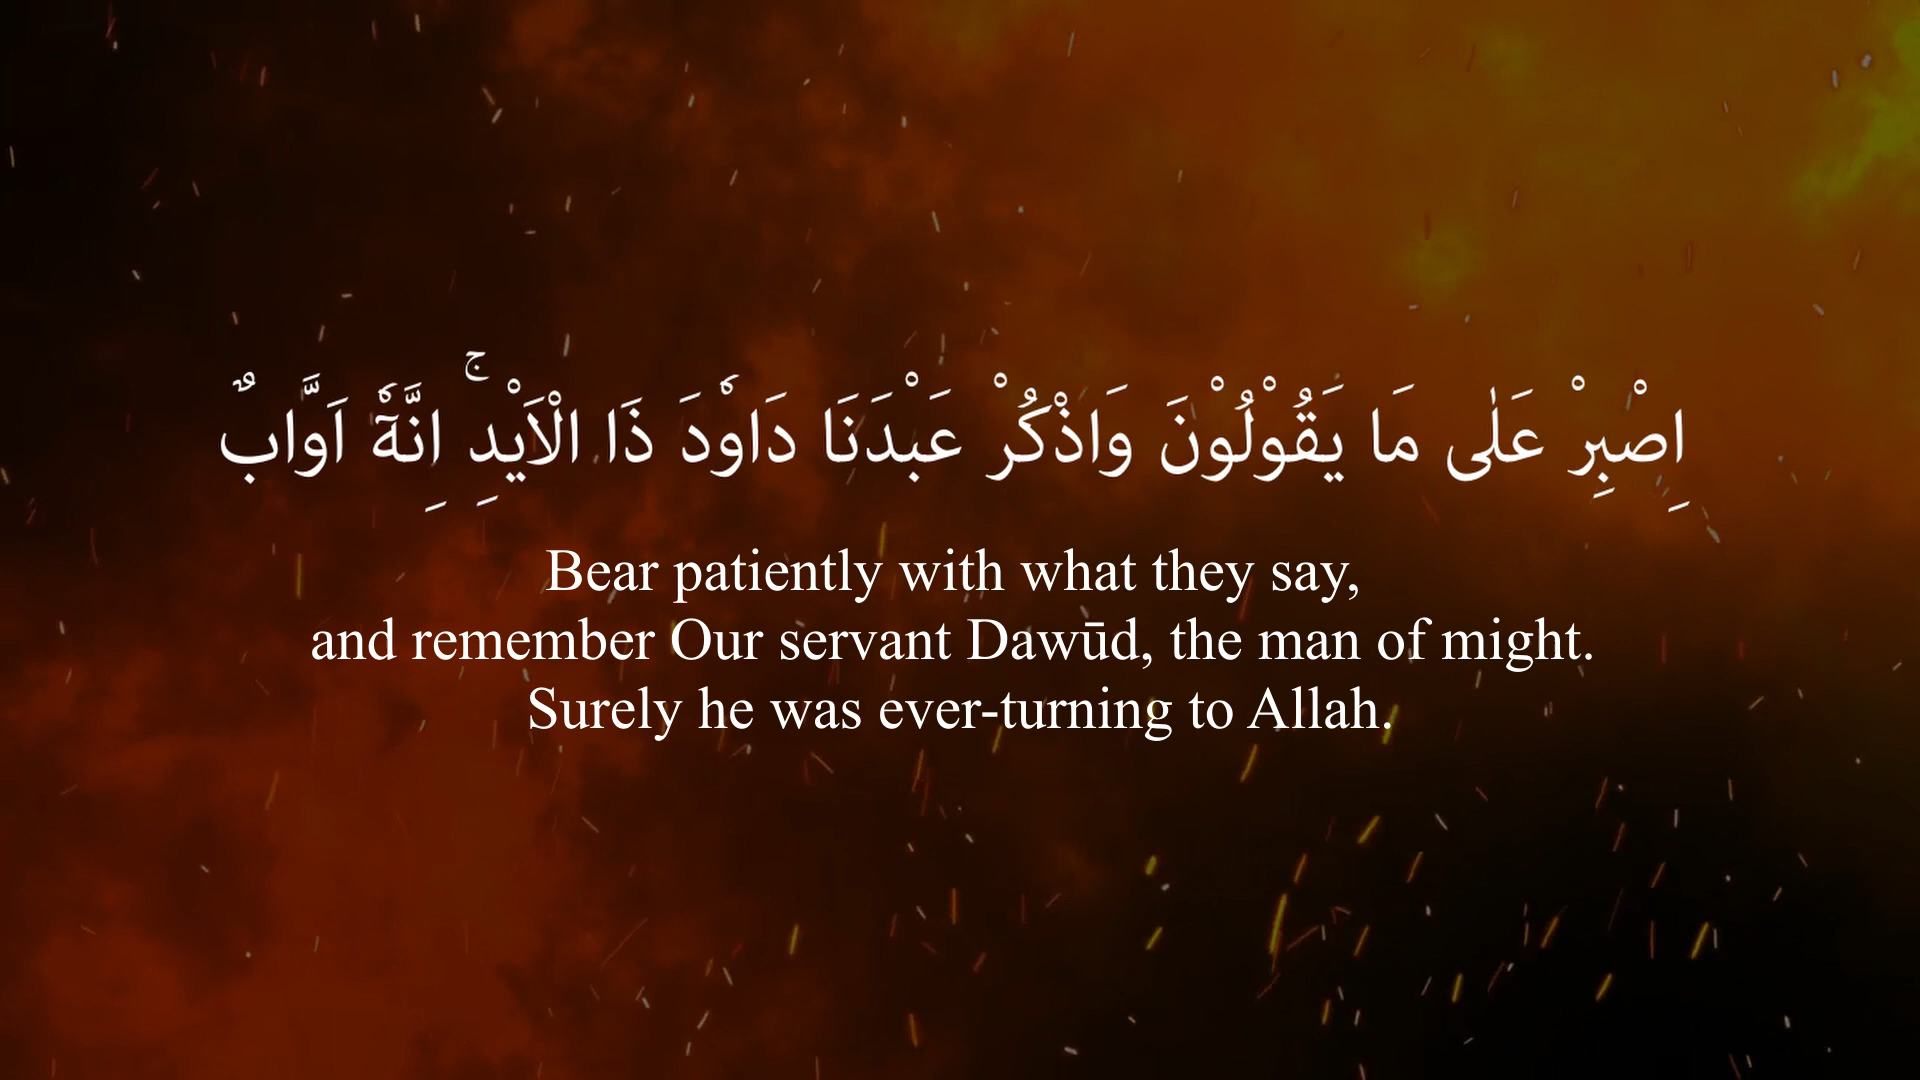 اِصْبِرْ عَلٰى مَا يَقُوْلُوْنَ وَاذْكُرْ عَبْدَنَا دَاوٗدَ ذَا الْاَيْدِۚ اِنَّهٗٓ اَوَّابٌ
Bear patiently with what they say,
and remember Our servant Dawūd, the man of might.
Surely he was ever-turning to Allah.